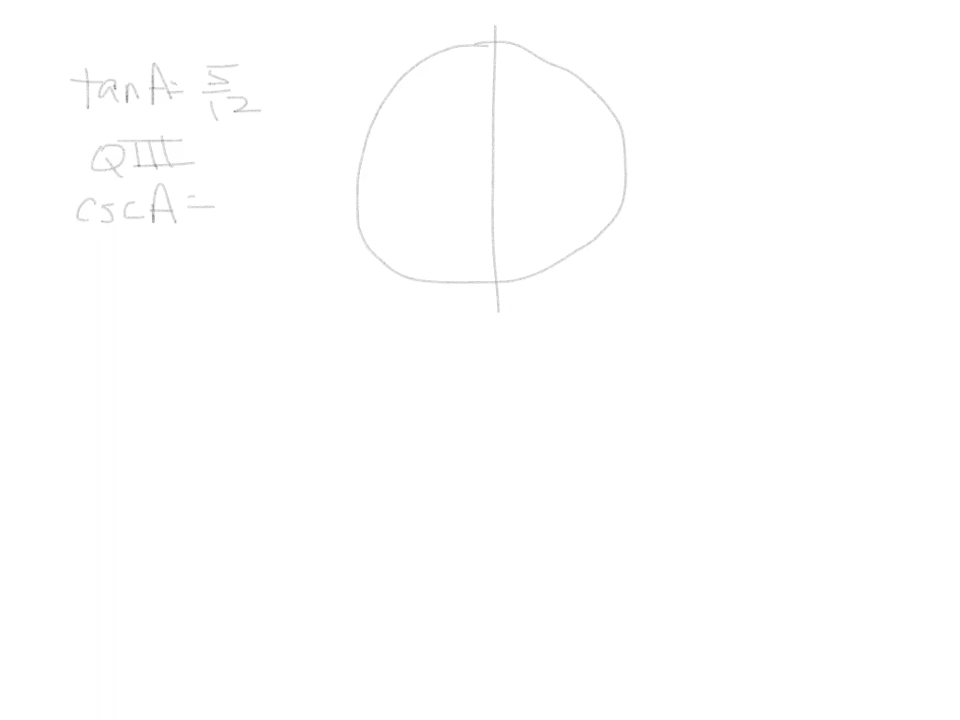 tanA = 5/12
QIII
cscA =